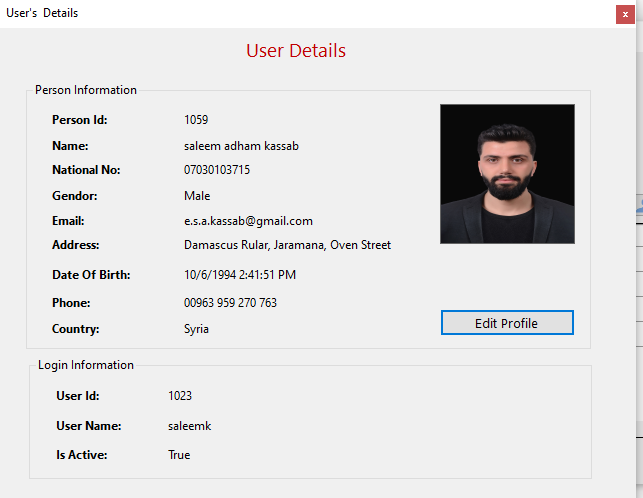 User's Details
x
User Details
Person Information
Person Id: 1059
Name: saleem adham kassab
National No: 07030103715
Gendor: Male
Email: e.s.a.kassab@gmail.com
Address: Damascus Rular, Jaramana, Oven Street
Date Of Birth: 10/6/1994 2:41:51 PM
Phone: 00963 959 270 763
Country: Syria
Edit Profile
Login Information
User Id: 1023
User Name: saleemk
Is Active: True